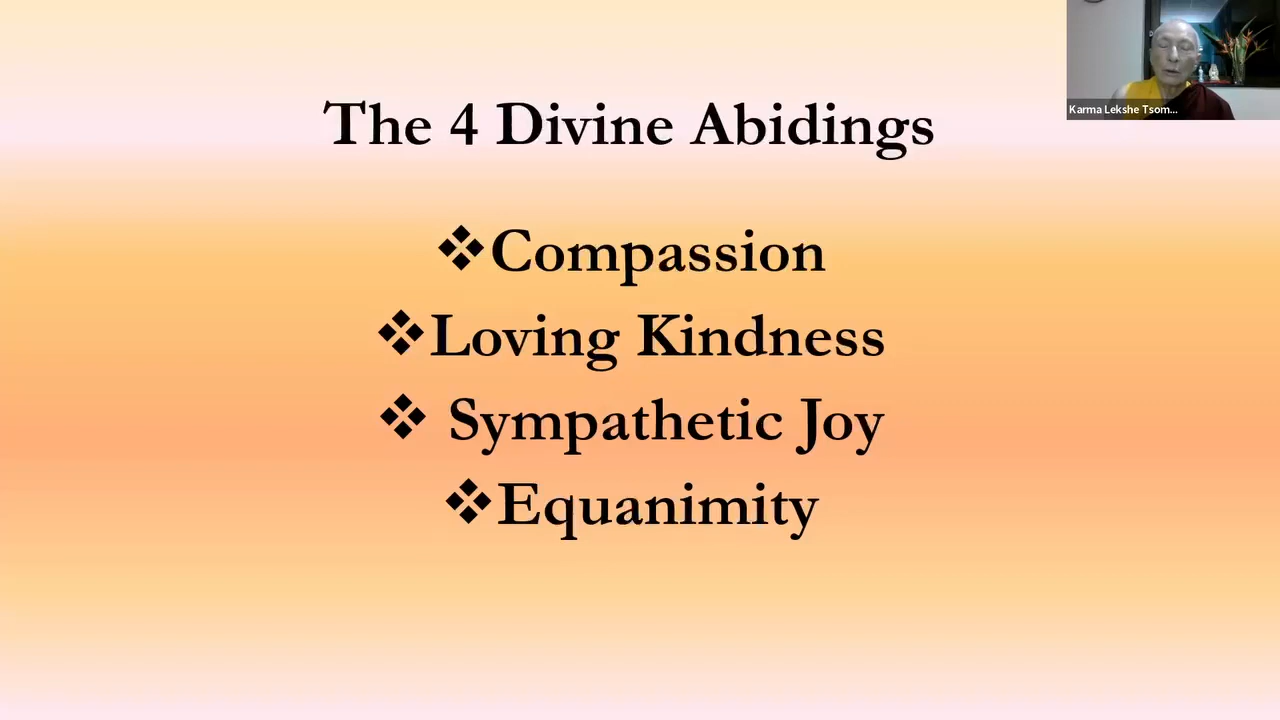 The 4 Divine Abidings
❖Compassion
❖Loving Kindness
❖ Sympathetic Joy
❖Equanimity
Karma Lekshe Tsom...